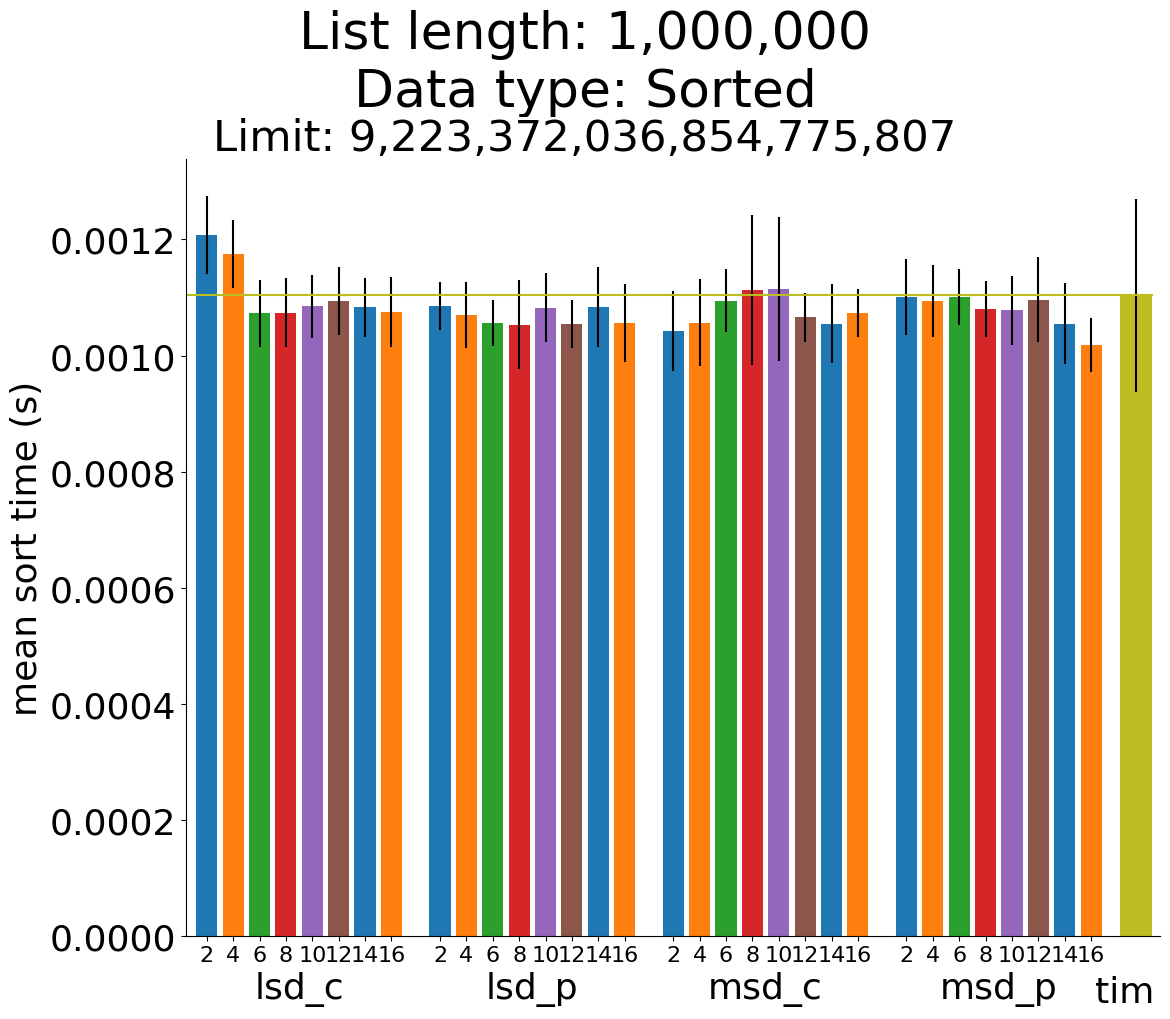 List length: 1,000,000
Data type: Sorted
Limit: 9,223,372,036,854,775,807
mean sort time (s)
0.0012
0.0010
0.0008
0.0006
0.0004
0.0002
0.0000
2 4 6 8 10 12 14 16 2 4 6 8 10 12 14 16 2 4 6 8 10 12 14 16 2 4 6 8 10 12 14 16
lsd_c lsd_p msd_c msd_p tim